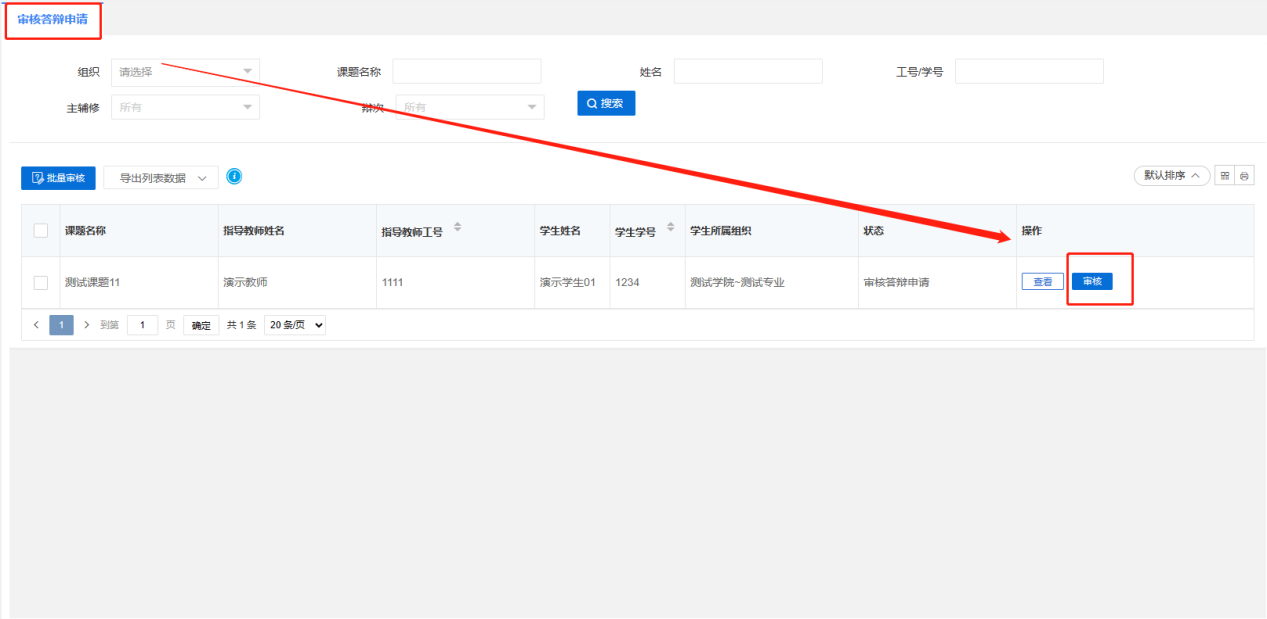 审核答辩申请
组织 请选择 课题名称 姓名 工号/学号
主辅修 所有 辩次 所有 搜索
批量审核 导出列表数据 默认排序
课题名称 指导教师姓名 指导教师工号 学生姓名 学生学号 学生所属组织 状态 操作
测试课题11 演示教师 1111 演示学生01 1234 测试学院~测试专业 审核答辩申请 查看 审核
1 到第 1 页 确定 共 1 条 20 条/页